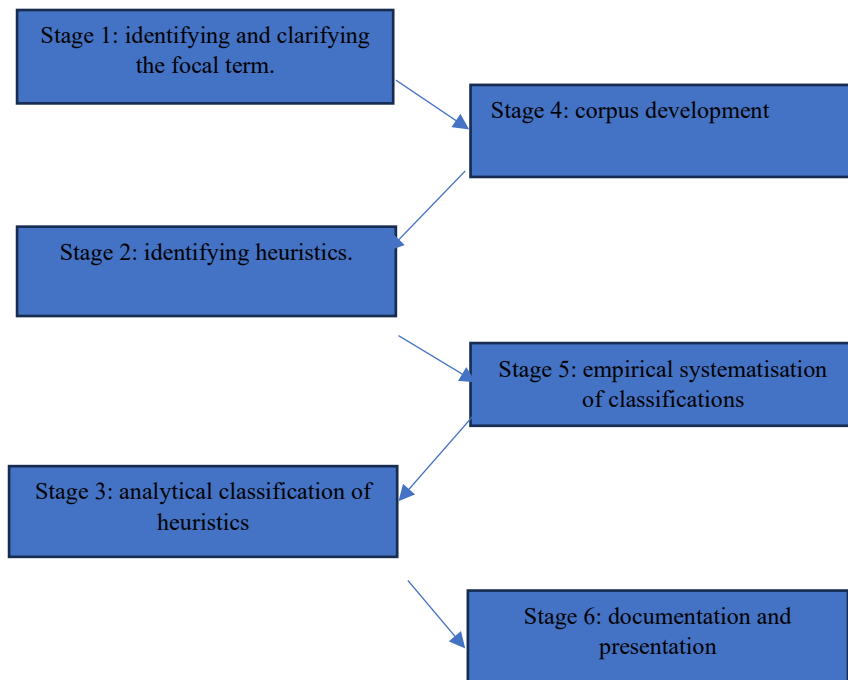 Stage 1: identifying and clarifying
the focal term.
Stage 4: corpus development
Stage 2: identifying heuristics.
Stage 5: empirical systematisation
of classifications
Stage 3: analytical classification of
heuristics
Stage 6: documentation and
presentation